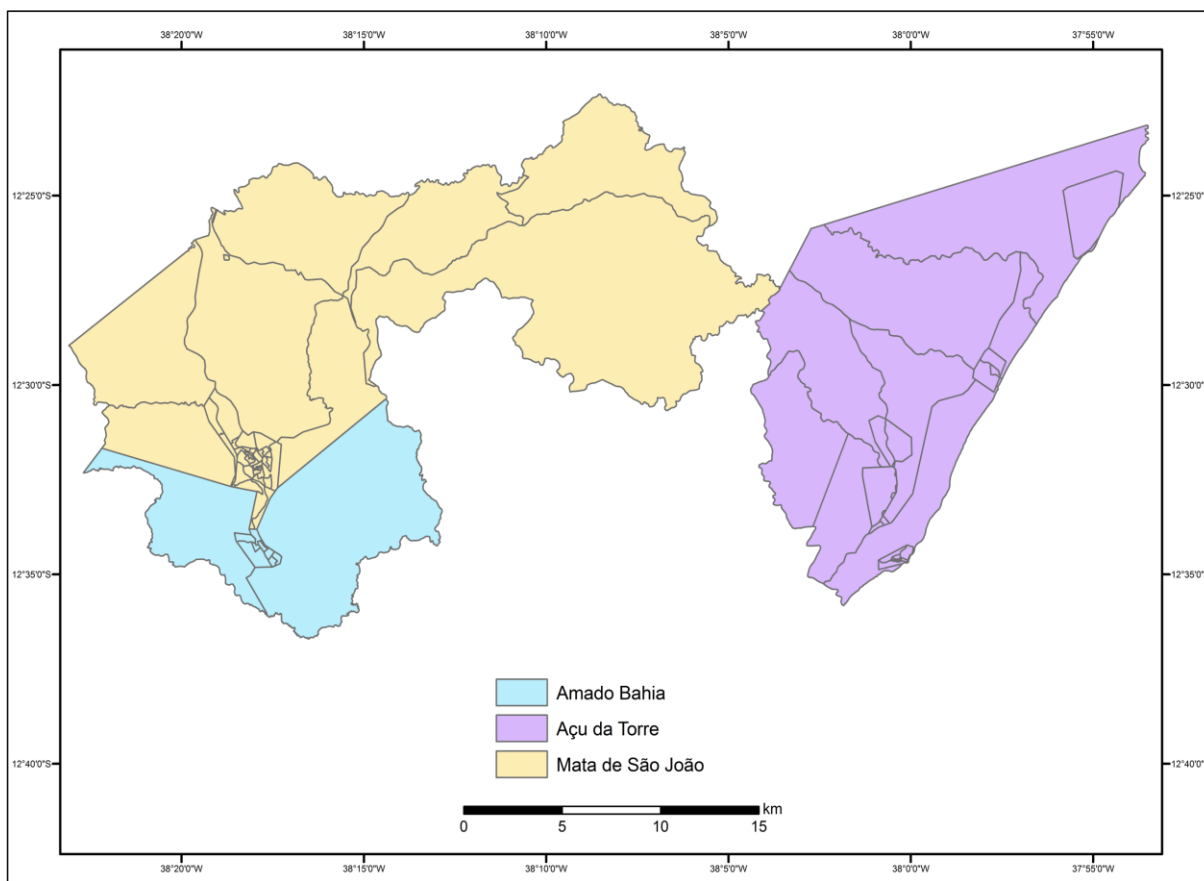 38°20'0"W 38°15'0"W 38°10'0"W 38°5'0"W 38°0'0"W 37°55'0"W
12°25'0"S 12°25'0"S
12°30'0"S 12°30'0"S
12°35'0"S 12°35'0"S
Amado Bahia
Açu da Torre
12°40'0"S Mata de São João 12°40'0"S
km
0 5 10 15
38°20'0"W 38°15'0"W 38°10'0"W 38°5'0"W 38°0'0"W 37°55'0"W